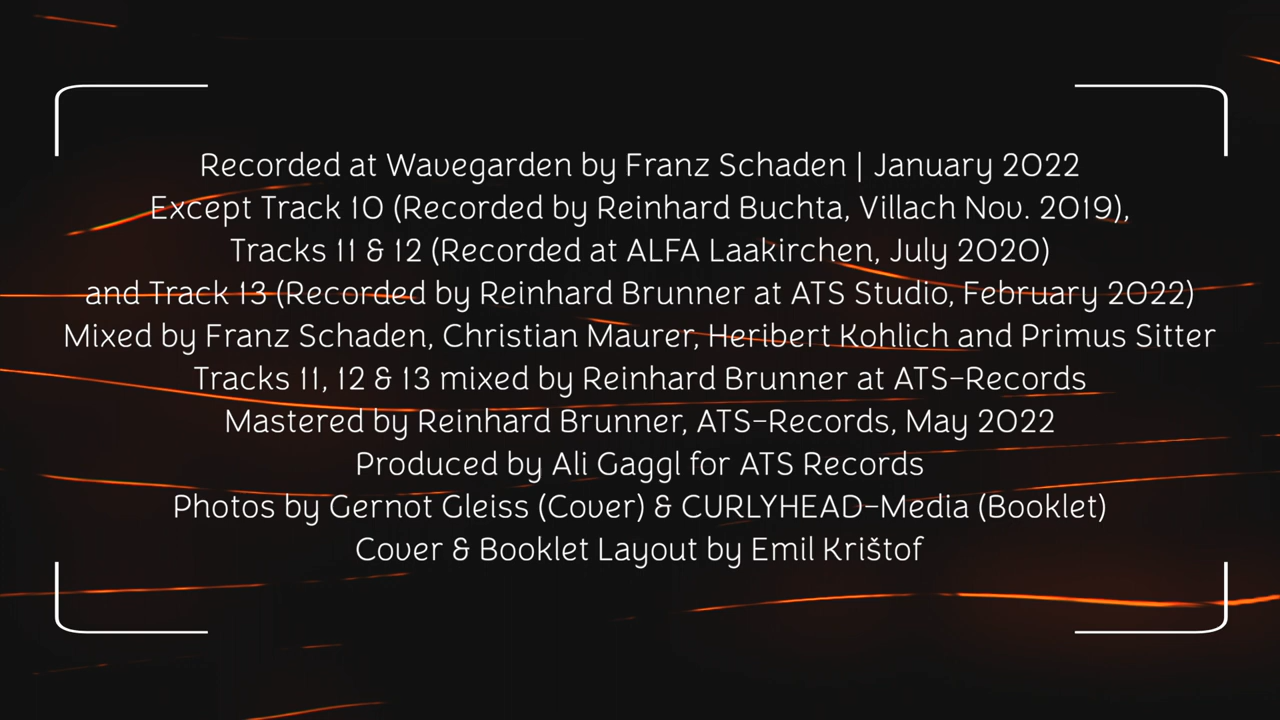 Recorded at Wavegarden by Franz Schaden | January 2022
Except Track 10 (Recorded by Reinhard Buchta, Villach Nov. 2019),
Tracks 11 & 12 (Recorded at ALFA Laakirchen, July 2020)
and Track 13 (Recorded by Reinhard Brunner at ATS Studio, February 2022)
Mixed by Franz Schaden, Christian Maurer, Heribert Kohlich and Primus Sitter
Tracks 11, 12 & 13 mixed by Reinhard Brunner at ATS-Records
Mastered by Reinhard Brunner, ATS-Records, May 2022
Produced by Ali Gaggl for ATS Records
Photos by Gernot Gleiss (Cover) & CURLYHEAD-Media (Booklet)
Cover & Booklet Layout by Emil Krištof